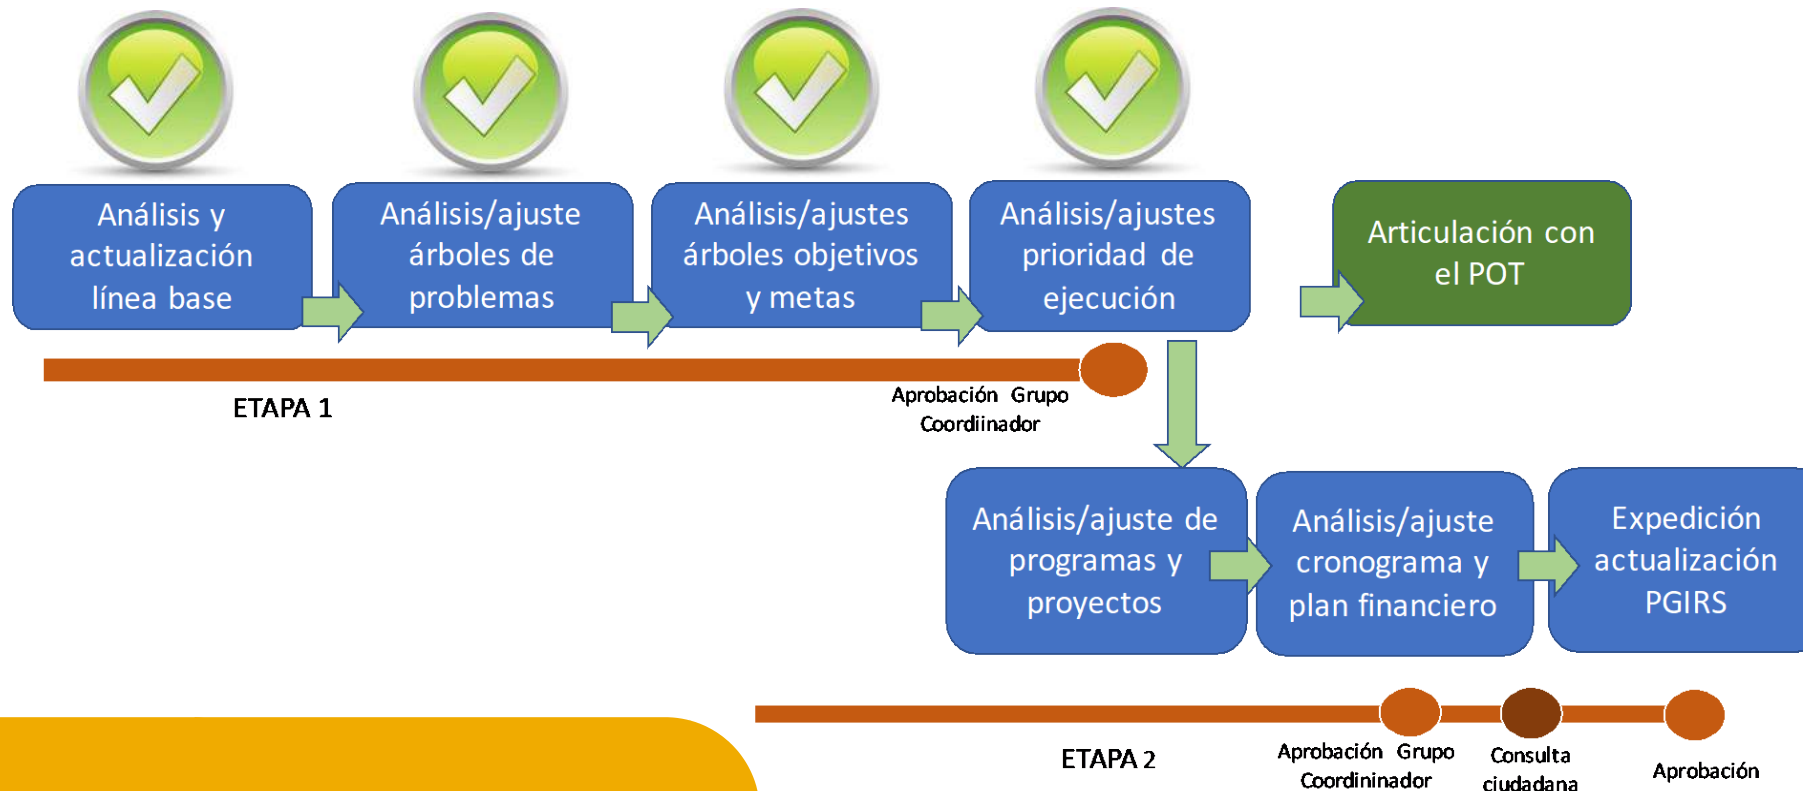 Análisis y
actualización
línea base
Análisis/ajuste
árboles de
problemas
Análisis/ajustes
árboles objetivos
y metas
Análisis/ajustes
prioridad de
ejecución
Articulación con
el POT
ETAPA 1
Aprobación Grupo
Coordiinador
Análisis/ajuste de
programas y
proyectos
Análisis/ajuste
cronograma y
plan financiero
Expedición
actualización
PGIRS
ETAPA 2
Aprobación Grupo
Coordininador
Consulta
ciudadana
Aprobación